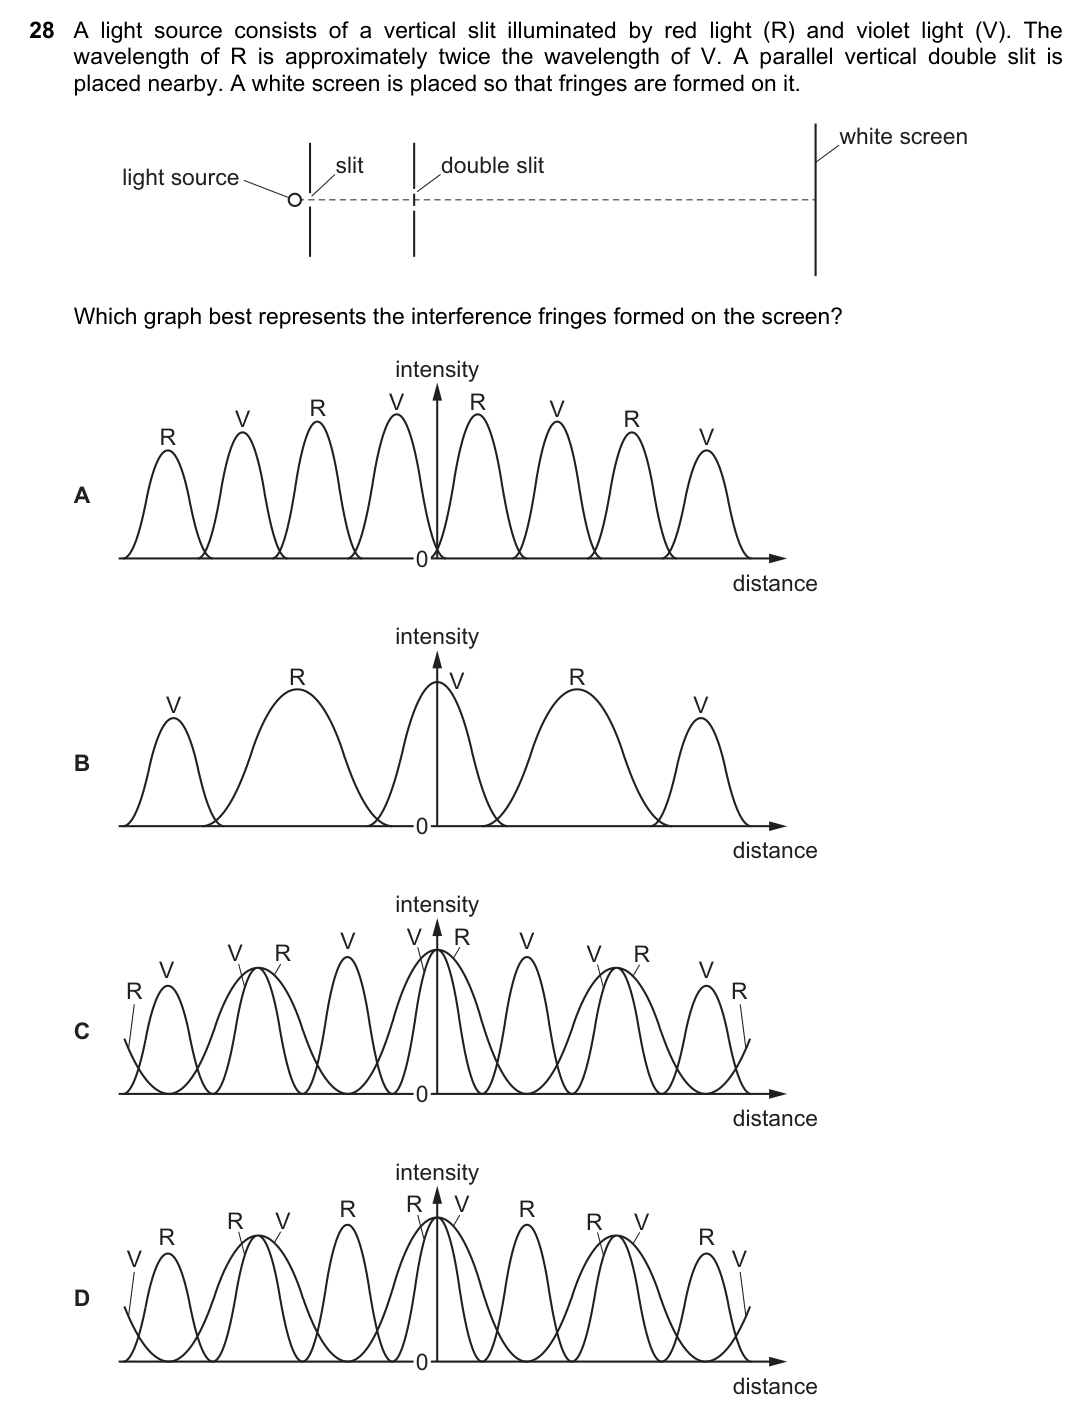 28 A light source consists of a vertical slit illuminated by red light (R) and violet light (V). The
wavelength of R is approximately twice the wavelength of V. A parallel vertical double slit is
placed nearby. A white screen is placed so that fringes are formed on it.
white screen
slit
double slit
light source
Which graph best represents the interference fringes formed on the screen?
intensity
R V R V R V R V
A
0
distance
intensity
V R V R V
B
0
distance
intensity
R V V R V V R V V R V R
C
0
distance
intensity
V R R V R R V R R V R V
D
0
distance